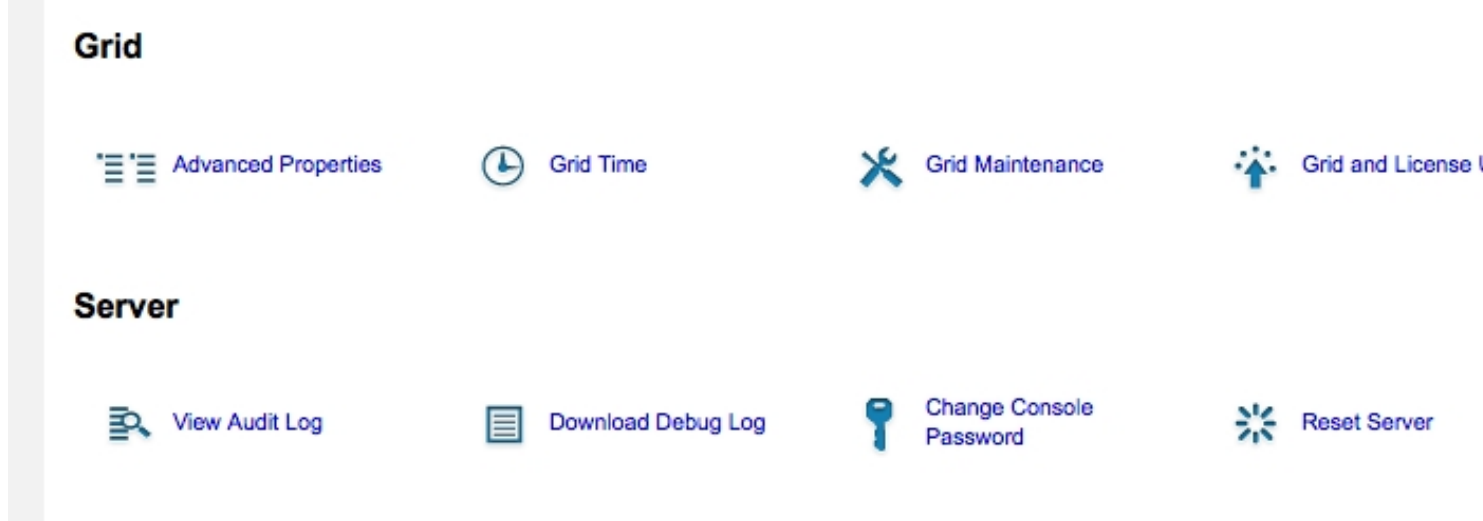 Grid
Advanced Properties
Grid Time
Grid Maintenance
Grid and License
Server
View Audit Log
Download Debug Log
Change Console
Password
Reset Server